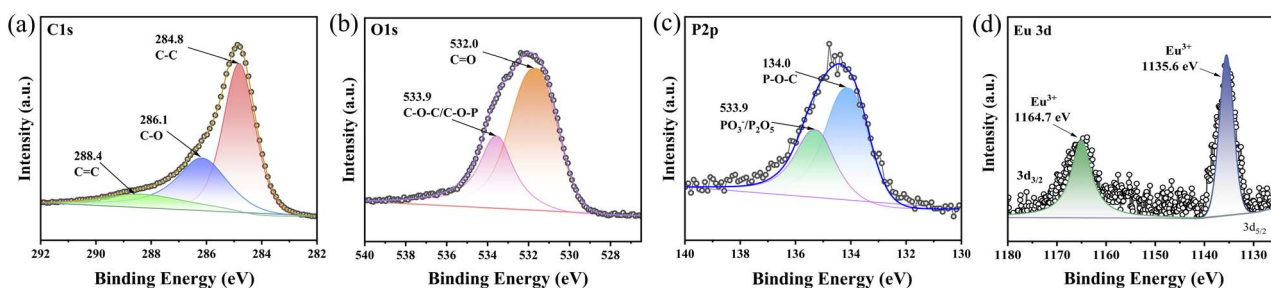 (a)
C1s
284.8
C-C
286.1
C-O
288.4
C=C
Intensity (a.u.)
292 290 288 286 284 282
Binding Energy (eV)
(b)
O1s
532.0
C=O
533.9
C-O-C/C-O-P
Intensity (a.u.)
540 538 536 534 532 530 528
Binding Energy (eV)
(c)
P2p
134.0
P-O-C
533.9
PO₃⁻/P₂O₅
Intensity (a.u.)
140 138 136 134 132 130
Binding Energy (eV)
(d)
Eu 3d
Eu³⁺
1135.6 eV
Eu³⁺
1164.7 eV
3d₃/₂
3d₅/₂
Intensity (a.u.)
1180 1170 1160 1150 1140 1130
Binding Energy (eV)